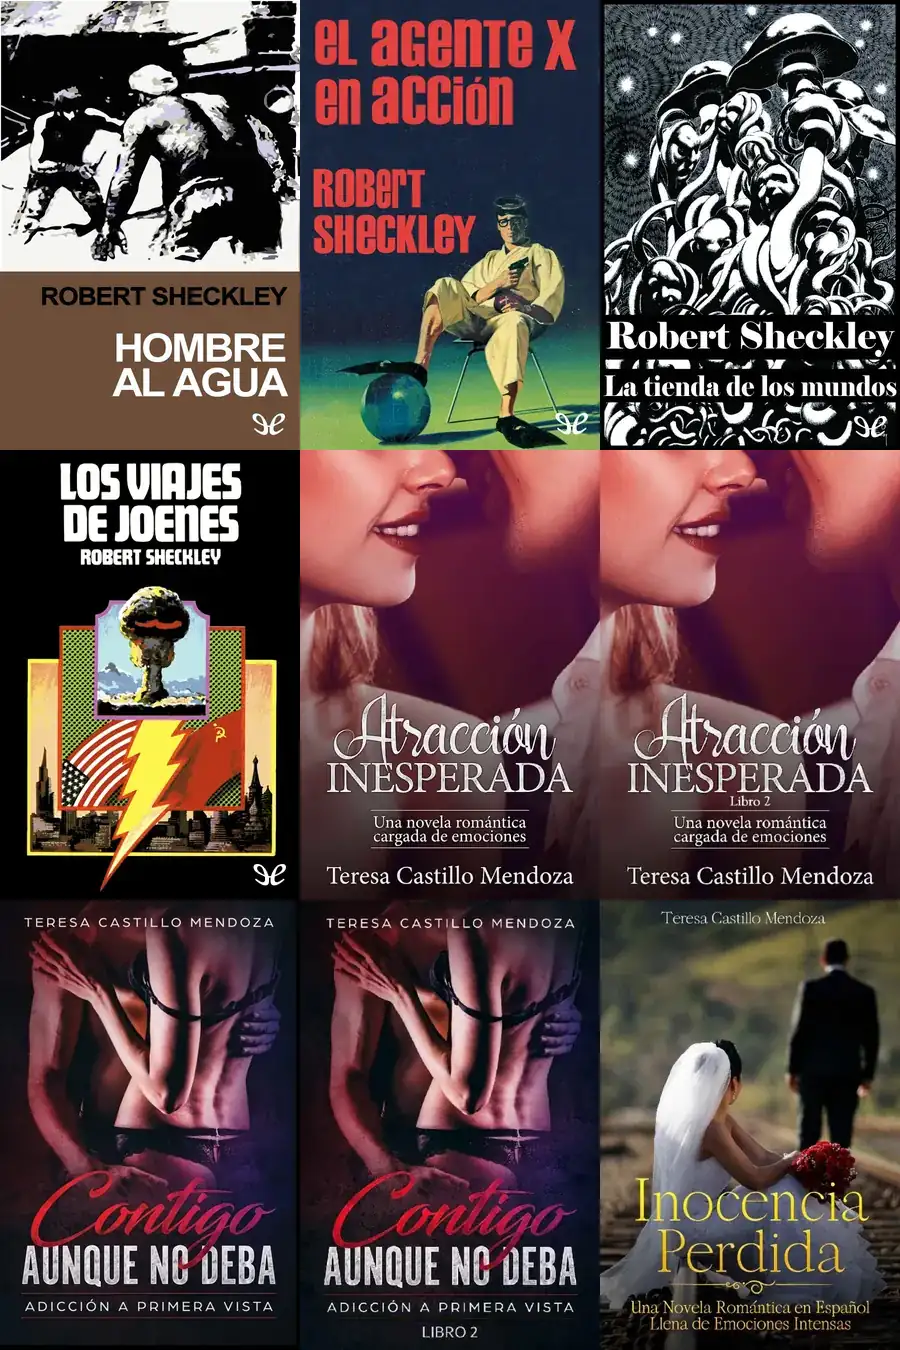 ROBERT SHECKLEY
HOMBRE
AL AGUA
EL AGENTE X
EN ACCIÓN
ROBERT
SHECKLEY
Robert Sheckley
La tienda de los mundos
LOS VIAJES
DE JOENES
ROBERT SHECKLEY
Atracción
INESPERADA
Una novela romántica
cargada de emociones
Teresa Castillo Mendoza
Atracción
INESPERADA
Libro 2
Una novela romántica
cargada de emociones
Teresa Castillo Mendoza
TERESA CASTILLO MENDOZA
Contigo
AUNQUE NO DEBA
ADICCIÓN A PRIMERA VISTA
TERESA CASTILLO MENDOZA
Contigo
AUNQUE NO DEBA
ADICCIÓN A PRIMERA VISTA
LIBRO 2
Teresa Castillo Mendoza
Inocencia
Perdida
Una Novela Romántica en Español
Llena de Emociones Intensas